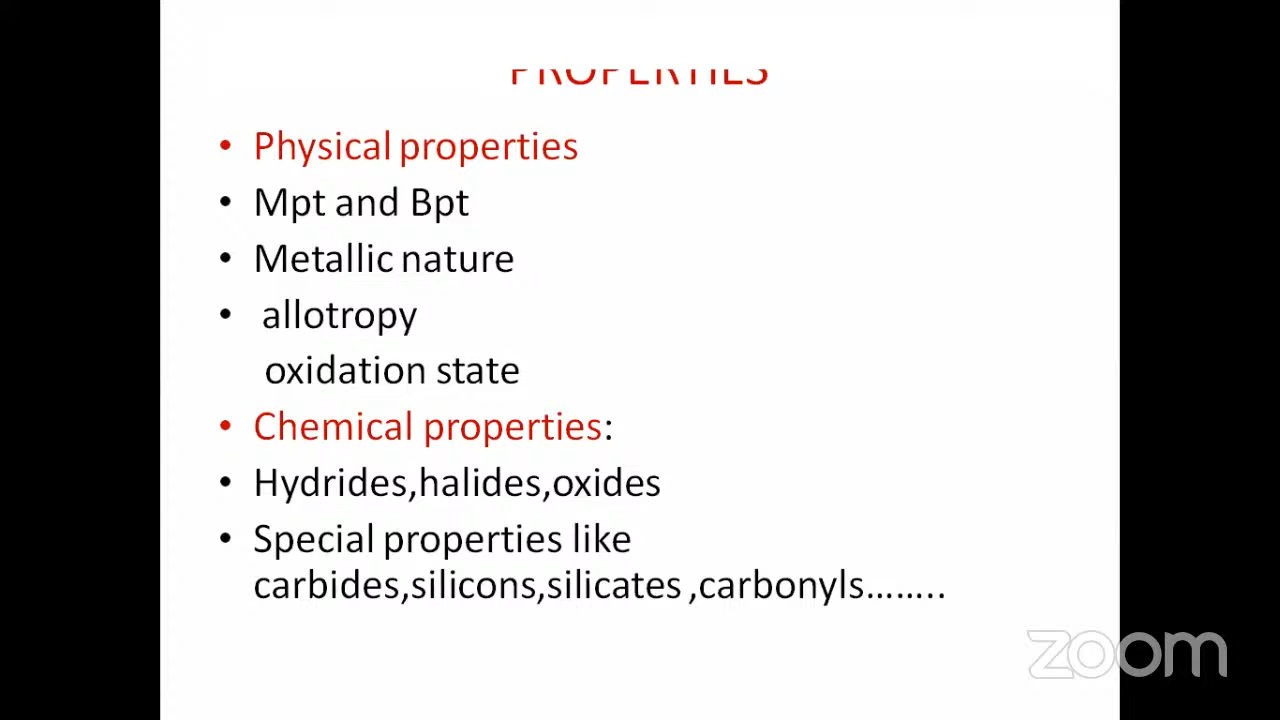 PROPERTIES
• Physical properties
• Mpt and Bpt
• Metallic nature
• allotropy
oxidation state
• Chemical properties:
• Hydrides,halides,oxides
• Special properties like
carbides,silicons,silicates ,carbonyls……..
zoom